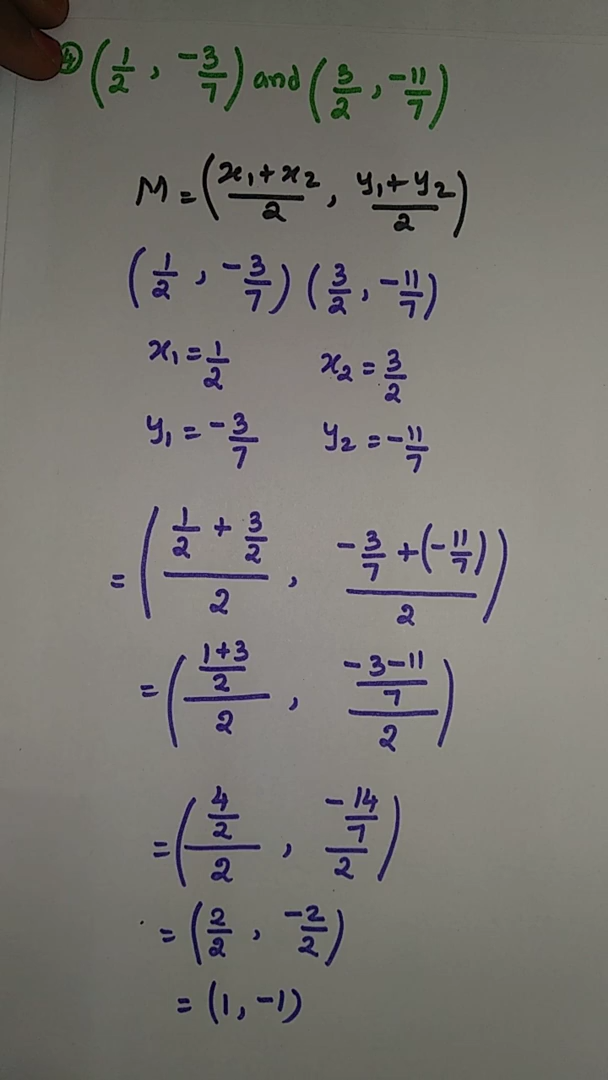 ④ (1/2, -3/7) and (3/2, -11/7)
M = ((x₁+x₂)/2, (y₁+y₂)/2)
(1/2, -3/7) (3/2, -11/7)
x₁ = 1/2 x₂ = 3/2
y₁ = -3/7 y₂ = -11/7
= ((1/2 + 3/2)/2, (-3/7 + (-11/7))/2)
= (((1+3)/2)/2, ((-3-11)/7)/2)
= ((4/2)/2, (-14/7)/2)
= (2/2, -2/2)
= (1, -1)